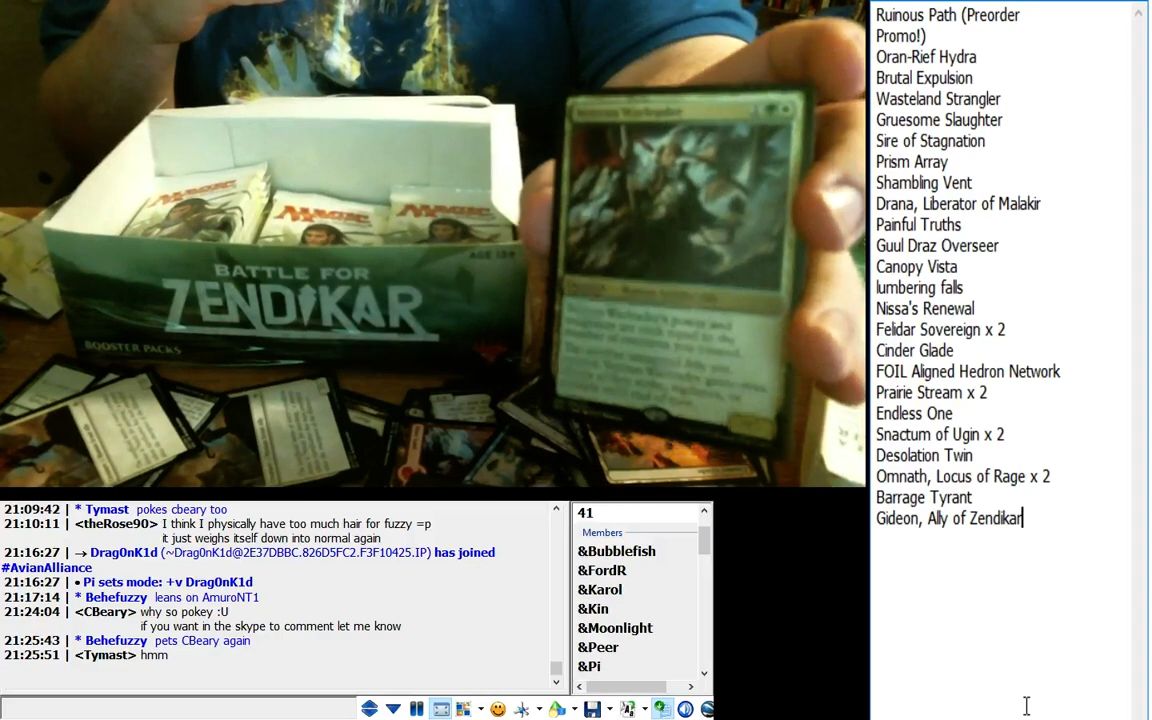 MAGIC
MAGIC
MAGIC
AGE 13+
BATTLE FOR
ZENDIKAR
BOOSTER PACKS
Ruinous Path (Preorder
Promo!)
Oran-Rief Hydra
Brutal Expulsion
Wasteland Strangler
Gruesome Slaughter
Sire of Stagnation
Prism Array
Shambling Vent
Drana, Liberator of Malakir
Painful Truths
Guul Draz Overseer
Canopy Vista
lumbering falls
Nissa's Renewal
Felidar Sovereign x 2
Cinder Glade
FOIL Aligned Hedron Network
Prairie Stream x 2
Endless One
Snactum of Ugin x 2
Desolation Twin
Omnath, Locus of Rage x 2
Barrage Tyrant
Gideon, Ally of Zendikar
21:09:42 | * Tymast pokes cbeary too
21:10:11 | <theRose90> I think I physically have too much hair for fuzzy =p
it just weighs itself down into normal again
21:16:27 | → Drag0nK1d (~Drag0nK1d@2E37DBBC.826D5FC2.F3F10425.IP) has joined
#AvianAlliance
21:16:27 | • Pi sets mode: +v Drag0nK1d
21:17:14 | * Behefuzzy leans on AmuroNT1
21:24:04 | <CBeary> why so pokey :U
if you want in the skype to comment let me know
21:25:43 | * Behefuzzy pets CBeary again
21:25:51 | <Tymast> hmm
41
Members
&Bubblefish
&FordR
&Karol
&Kin
&Moonlight
&Peer
&Pi